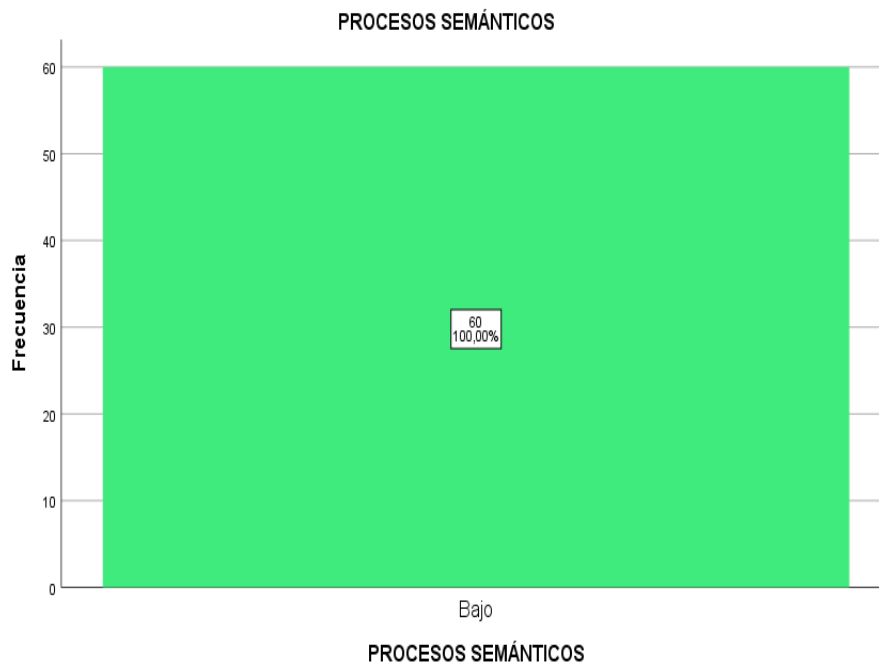 PROCESOS SEMÁNTICOS
Frecuencia
60
50
40
30
20
10
0
60
100,00%
Bajo
PROCESOS SEMÁNTICOS